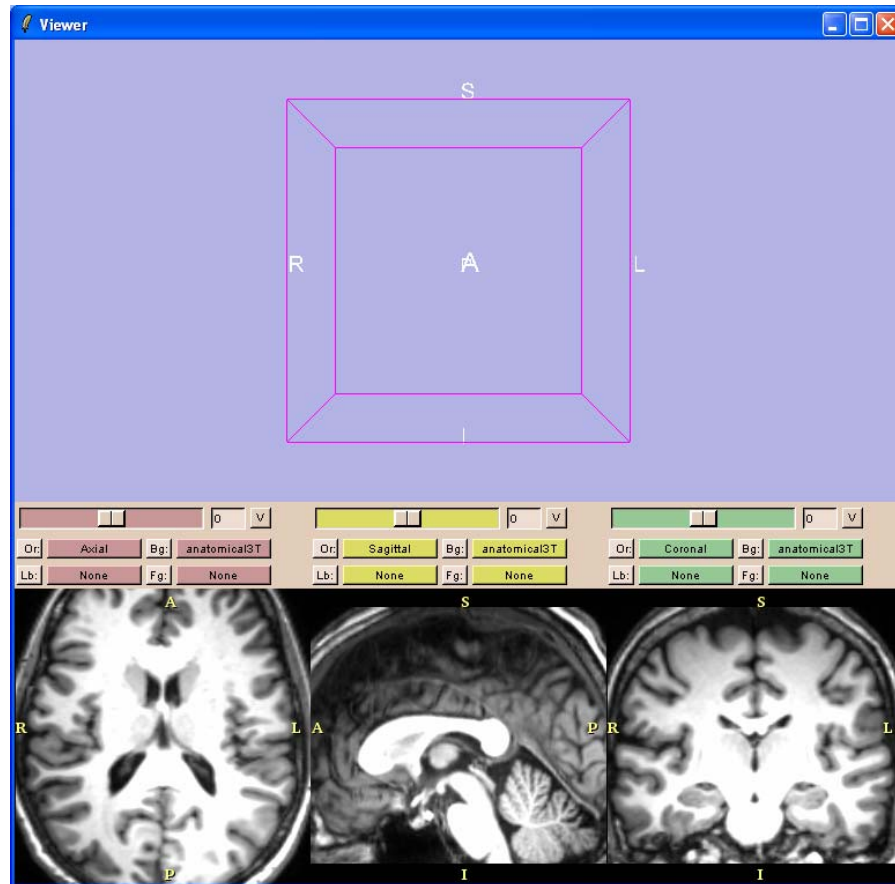 Viewer
S
R A L
I
0 V 0 V 0 V
Or: Axial Bg: anatomical3T Or: Sagittal Bg: anatomical3T Or: Coronal Bg: anatomical3T
Lb: None Fg: None Lb: None Fg: None Lb: None Fg: None
A S S
R L A P R L
P I I